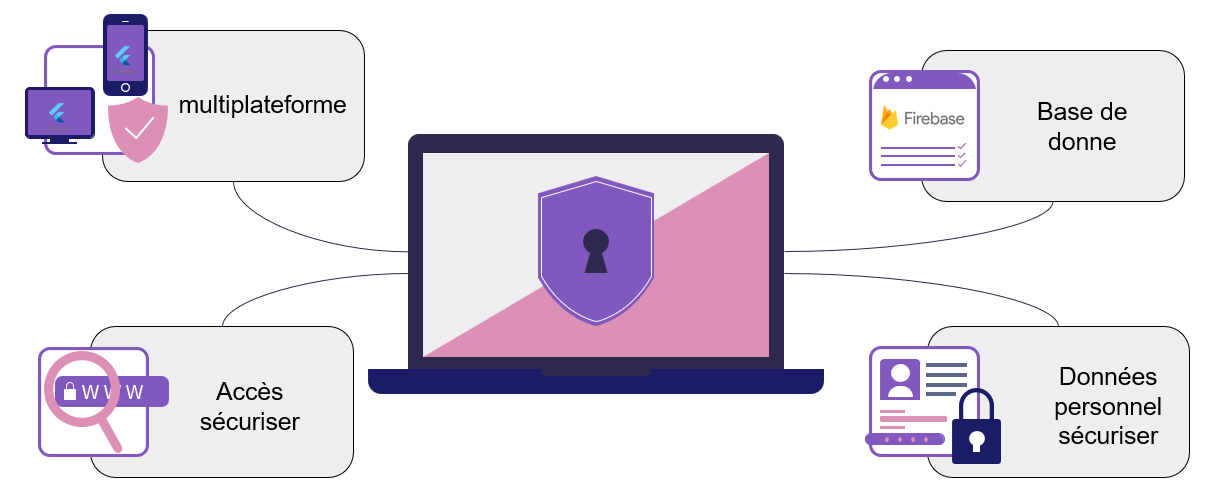 multiplateforme
Firebase
Base de
donne
W W W
Accès
sécuriser
Données
personnel
sécuriser